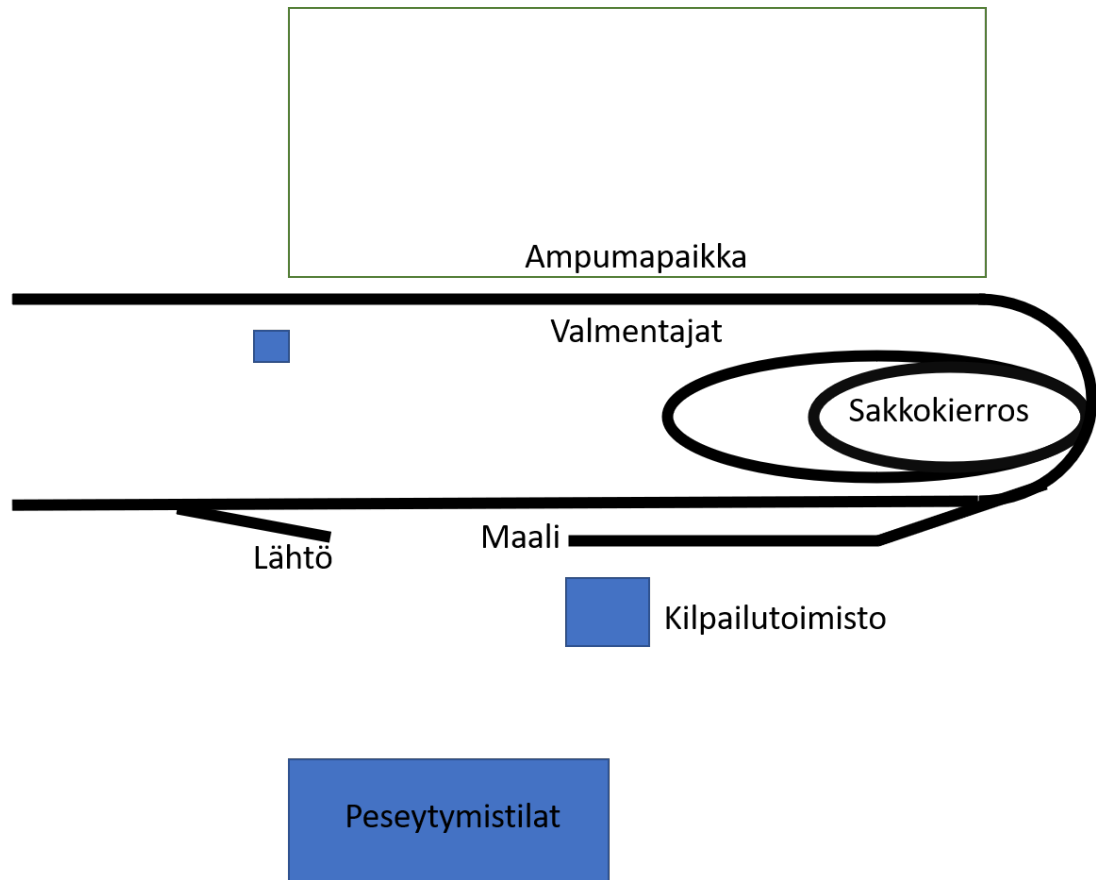 Ampumapaikka
Valmentajat
Sakkokierros
Lähtö
Maali
Kilpailutoimisto
Peseytymistilat